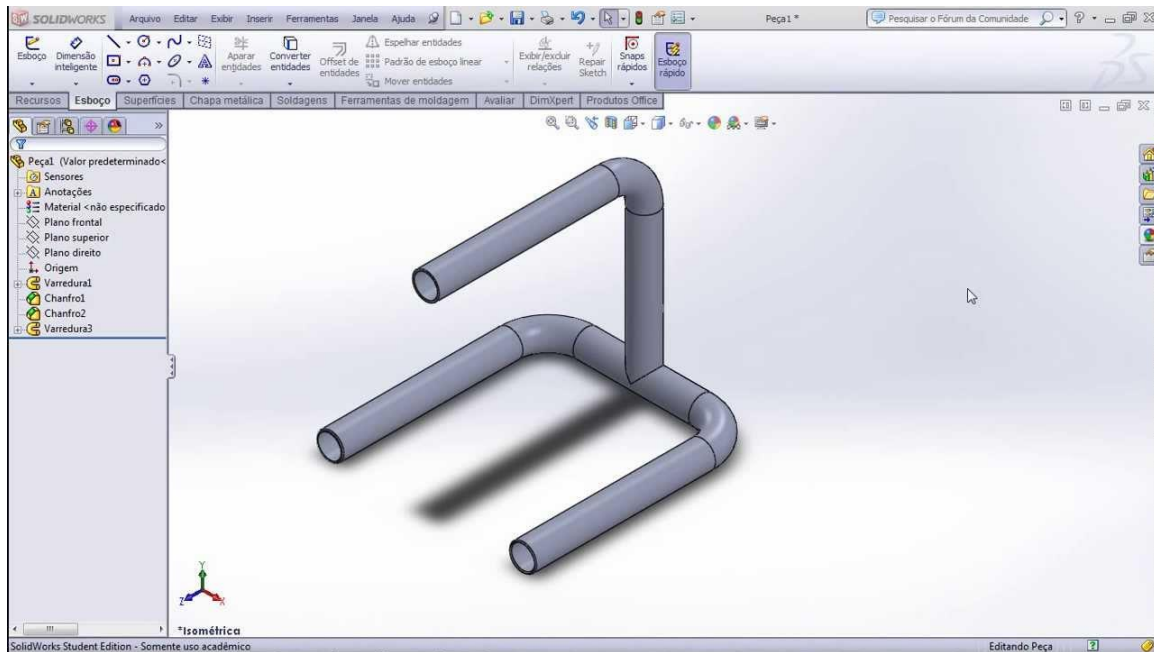 SOLIDWORKS Arquivo Editar Exibir Inserir Ferramentas Janela Ajuda Peça1 * Pesquisar o Fórum da Comunidade
Esboço
Dimensão inteligente
Aparar entidades
Converter entidades
Offset de entidades
Espelhar entidades
Padrão de esboço linear
Mover entidades
Exibir/excluir relações
Repair Sketch
Snaps rápidos
Esboço rápido
Recursos Esboço Superfícies Chapa metálica Soldagens Ferramentas de moldagem Avaliar DimXpert Produtos Office
Peça1 (Valor predeterminado<
Sensores
A Anotações
Material <não especificado
Plano frontal
Plano superior
Plano direito
Origem
Varredura1
Chanfro1
Chanfro2
Varredura3
Y
Z X
*Isométrica
SolidWorks Student Edition - Somente uso acadêmico Editando Peça